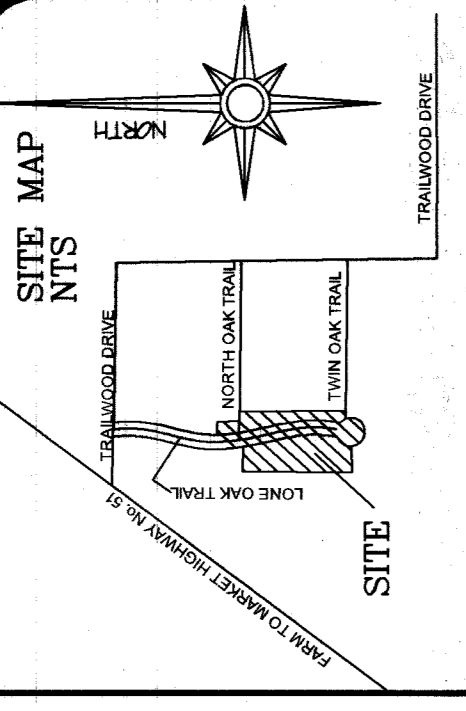 SITE MAP
NTS
NORTH
TRAILWOOD DRIVE
TRAILWOOD DRIVE
NORTH OAK TRAIL
TWIN OAK TRAIL
LONE OAK TRAIL
FARM TO MARKET HIGHWAY No. 51
SITE